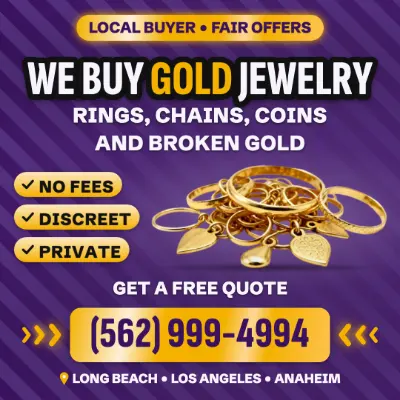 LOCAL BUYER • FAIR OFFERS
WE BUY GOLD JEWELRY
RINGS, CHAINS, COINS
AND BROKEN GOLD
✓ NO FEES
✓ DISCREET
✓ PRIVATE
GET A FREE QUOTE
(562) 999-4994
LONG BEACH • LOS ANGELES • ANAHEIM